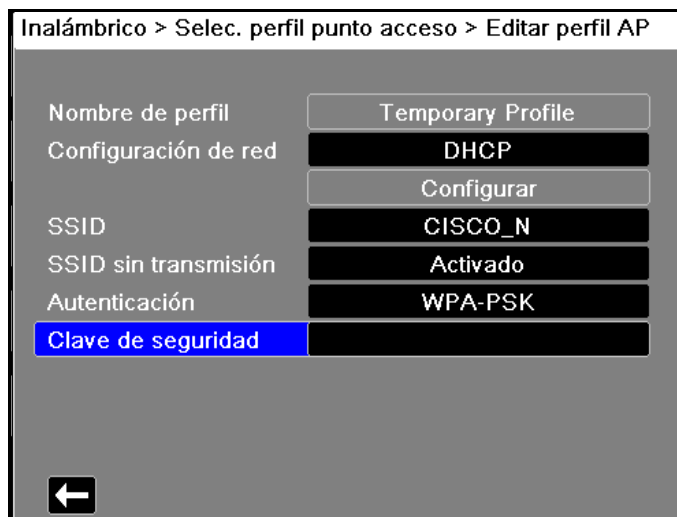 Inalámbrico > Selec. perfil punto acceso > Editar perfil AP
Nombre de perfil Temporary Profile
Configuración de red DHCP
Configurar
SSID CISCO_N
SSID sin transmisión Activado
Autenticación WPA-PSK
Clave de seguridad